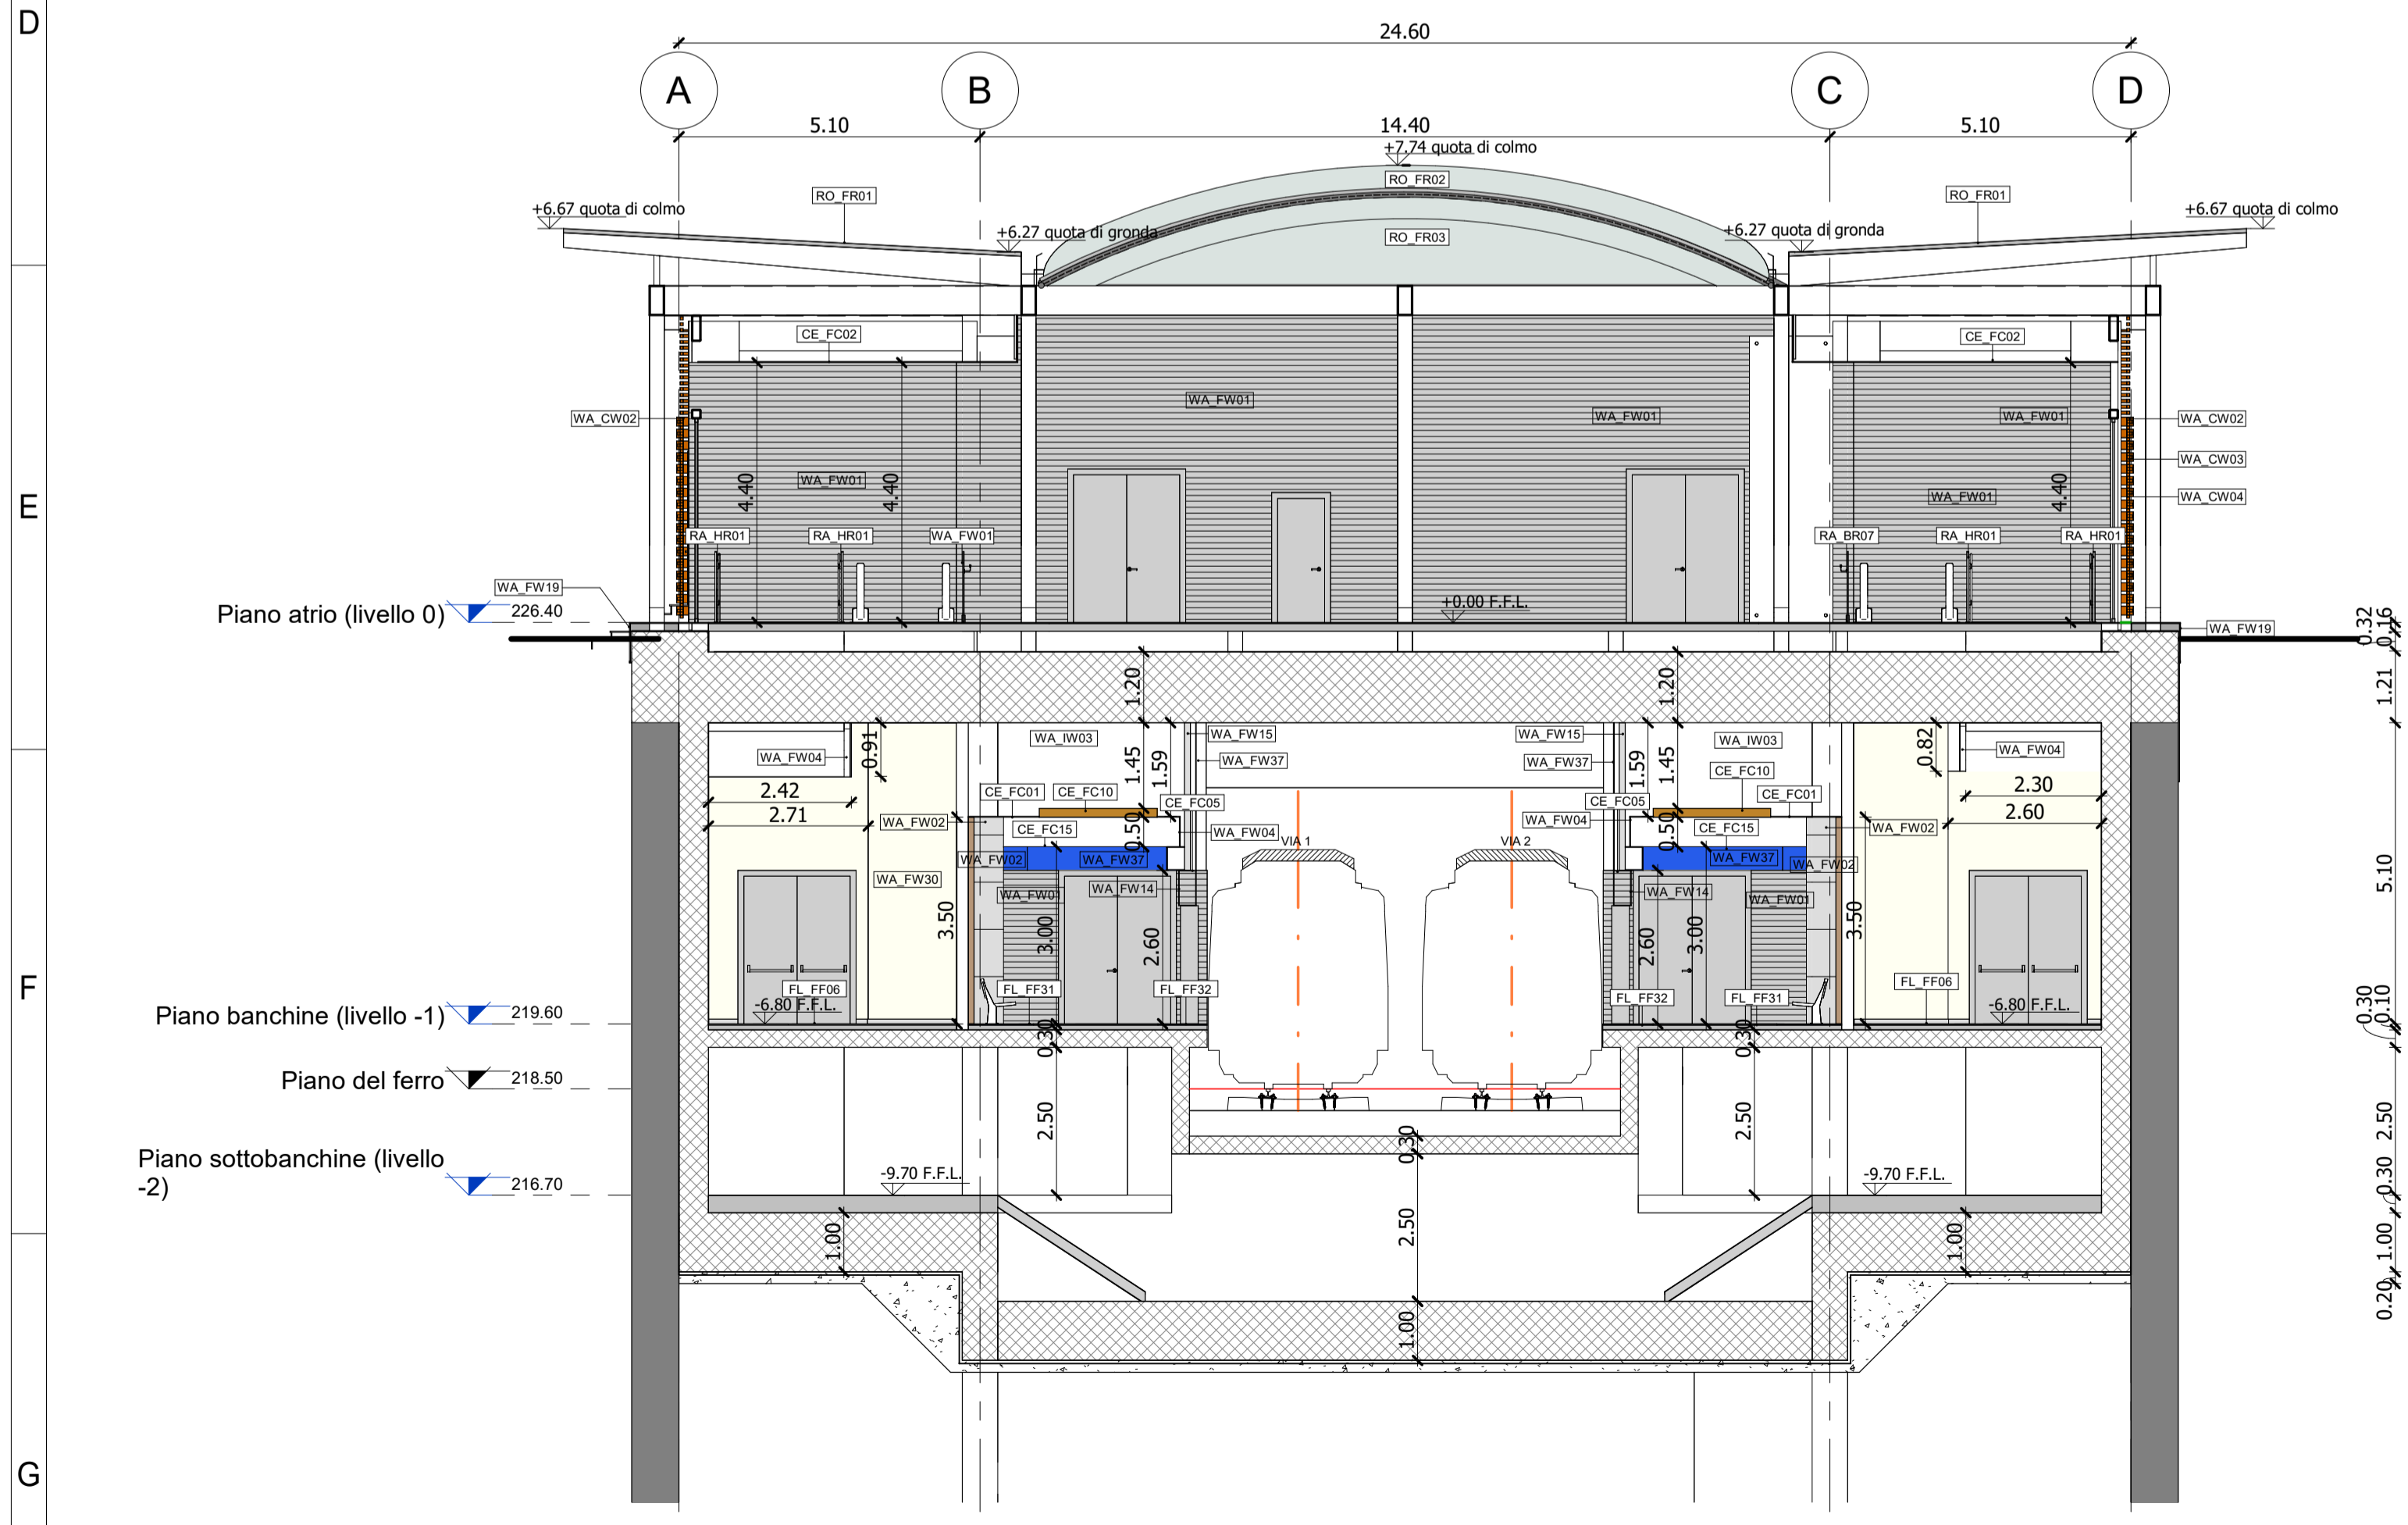 D
24.60
A
B
C
D
5.10
14.40
5.10
+7.74 quota di colmo
RO_FR02
RO_FR01
RO_FR01
+6.67 quota di colmo
+6.67 quota di colmo
+6.27 quota di gronda
+6.27 quota di gronda
RO_FR03
CE_FC02
CE_FC02
WA_CW02
WA_FW01
WA_FW01
WA_FW01
WA_CW02
WA_CW03
WA_FW01
4.40
4.40
WA_FW01
4.40
WA_CW04
E
RA_HR01
RA_HR01
WA_FW01
RA_BR07
RA_HR01
RA_HR01
WA_FW19
Piano atrio (livello 0)
226.40
+0.00 F.F.L.
0.32
0.16
WA_FW19
1.20
1.20
1.21
WA_FW04
0.91
WA_IW03
1.45
1.59
WA_FW15
WA_FW37
WA_FW15
WA_FW37
1.59
1.45
WA_IW03
CE_FC10
0.82
WA_FW04
2.42
2.71
CE_FC01
CE_FC10
CE_FC05
CE_FC05
CE_FC01
2.30
2.60
WA_FW02
CE_FC15
0.50
WA_FW04
WA_FW04
0.50
CE_FC15
WA_FW02
VIA 1
VIA 2
WA_FW02
WA_FW37
WA_FW37
WA_FW02
WA_FW30
WA_FW01
WA_FW14
WA_FW14
WA_FW01
5.10
3.50
3.00
2.60
2.60
3.00
3.50
F
FL_FF06
FL_FF31
FL_FF32
FL_FF32
FL_FF31
FL_FF06
-6.80 F.F.L.
-6.80 F.F.L.
Piano banchine (livello -1)
219.60
0.30
0.10
0.30
0.30
Piano del ferro
218.50
2.50
2.50
2.50
0.30
Piano sottobanchine (livello
-2)
216.70
-9.70 F.F.L.
-9.70 F.F.L.
0.30
1.00
2.50
1.00
1.00
0.20
1.00
G